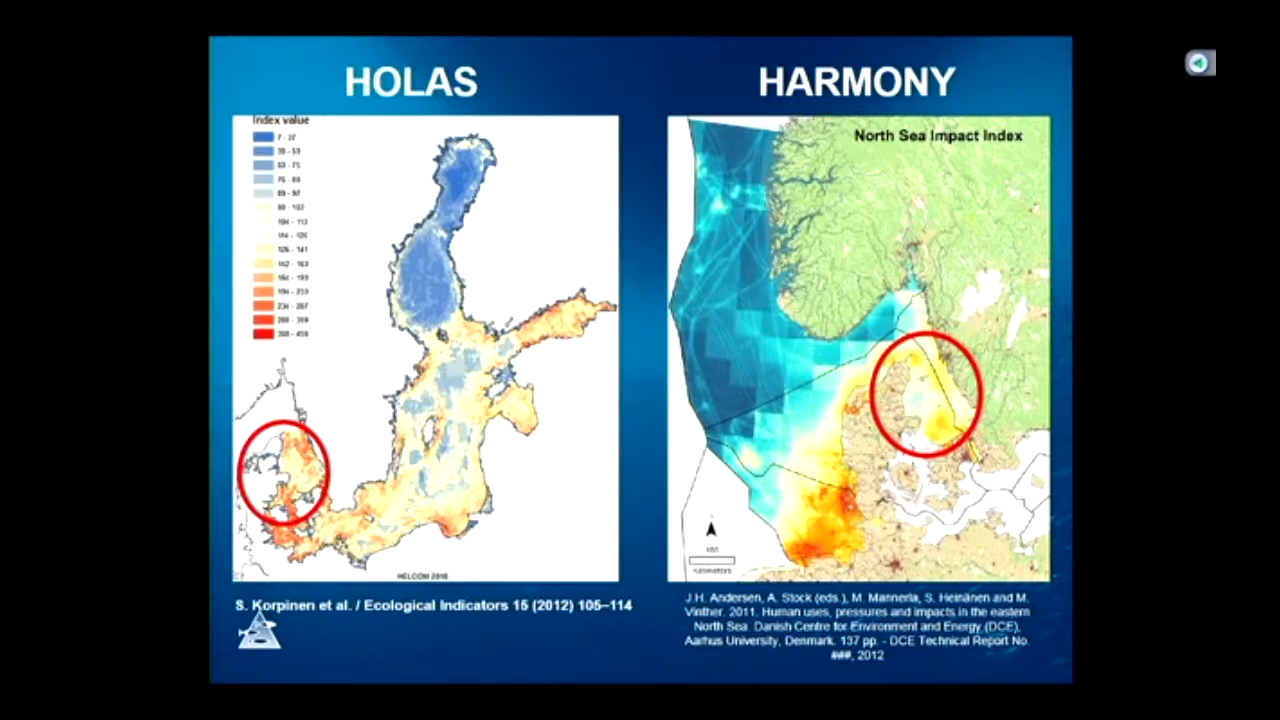 HOLAS
HARMONY
Index value
North Sea Impact Index
HELCOM 2010
100
Kilometers
S. Korpinen et al. / Ecological Indicators 15 (2012) 105–114
J.H. Andersen, A. Stock (eds.), M. Mannerla, S. Heinänen and M.
Vinther. 2011. Human uses, pressures and impacts in the eastern
North Sea. Danish Centre for Environment and Energy (DCE),
Aarhus University, Denmark. 137 pp. - DCE Technical Report No.
###, 2012